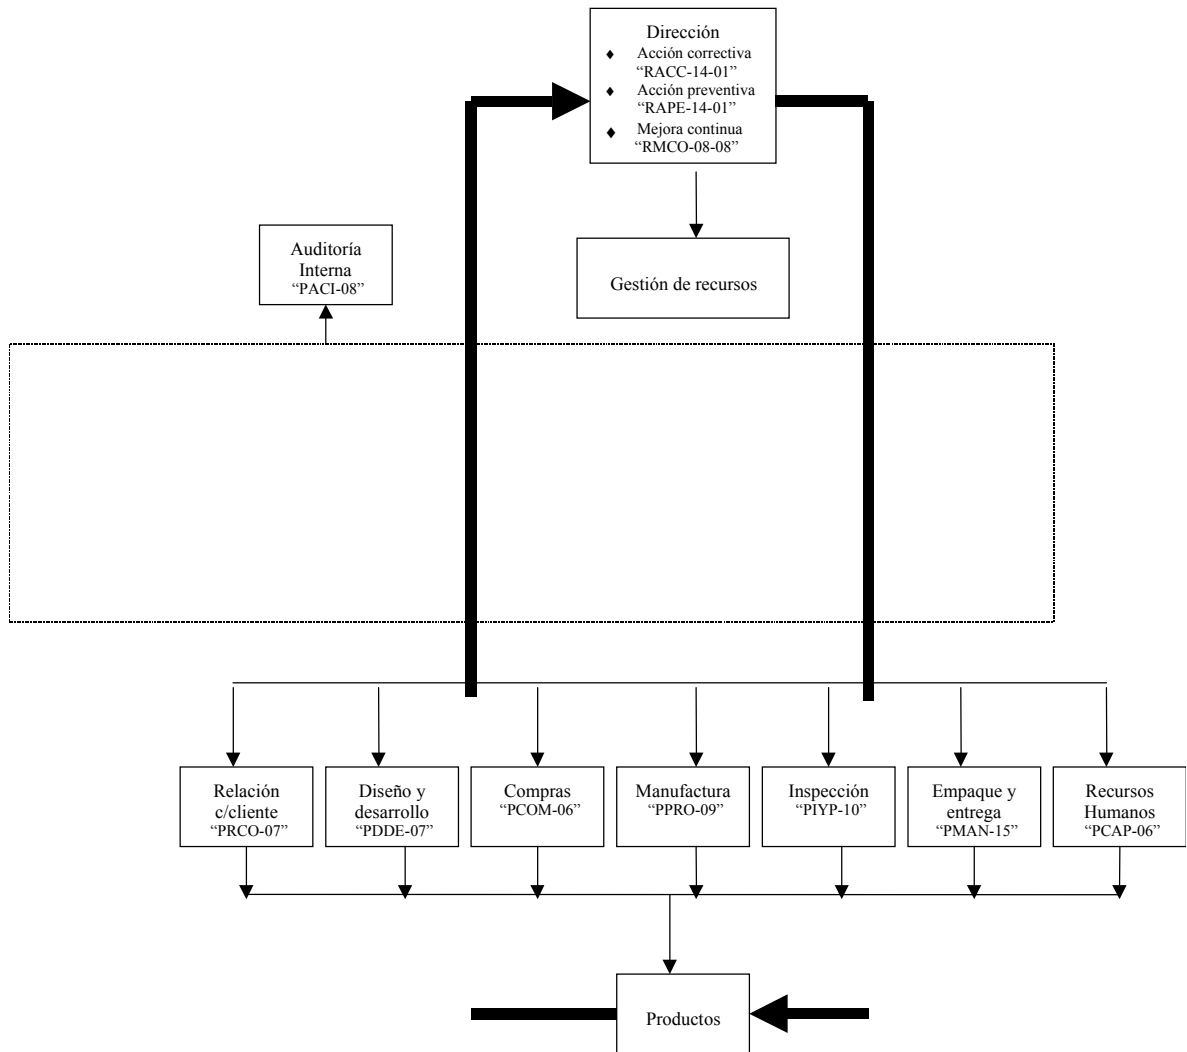 Dirección
♦ Acción correctiva
“RACC-14-01”
♦ Acción preventiva
“RAPE-14-01”
♦ Mejora continua
“RMCO-08-08”
Auditoría
Interna
“PACI-08”
Gestión de recursos
Relación
c/cliente
“PRCO-07”
Diseño y
desarrollo
“PDDE-07”
Compras
“PCOM-06”
Manufactura
“PPRO-09”
Inspección
“PIYP-10”
Empaque y
entrega
“PMAN-15”
Recursos
Humanos
“PCAP-06”
Productos